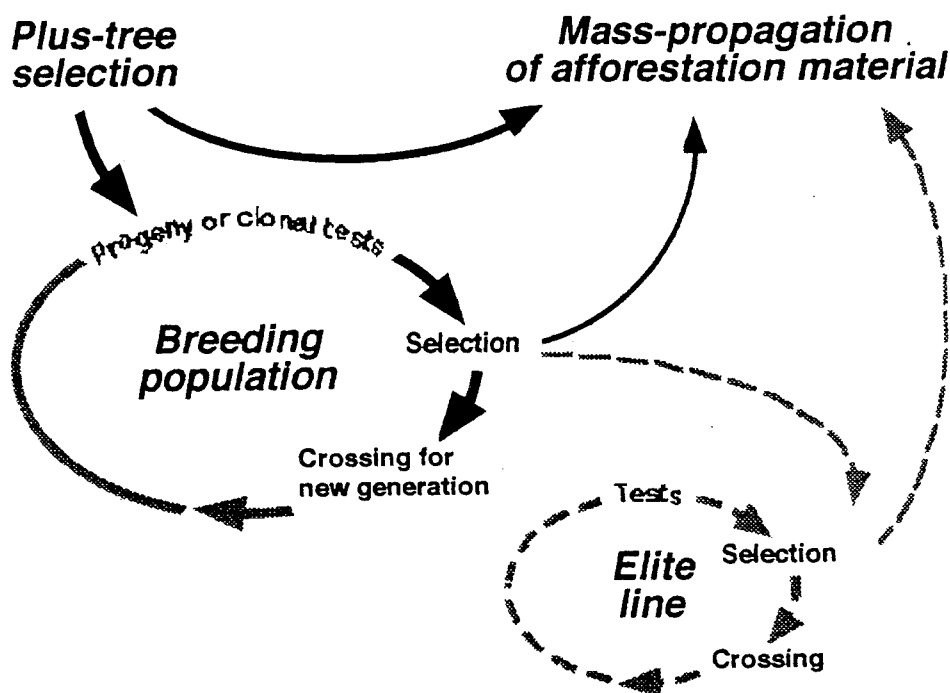 Plus-tree
selection
Mass-propagation
of afforestation material
Progeny or clonal tests
Breeding
population
Selection
Crossing for
new generation
Tests
Selection
Elite
line
Crossing